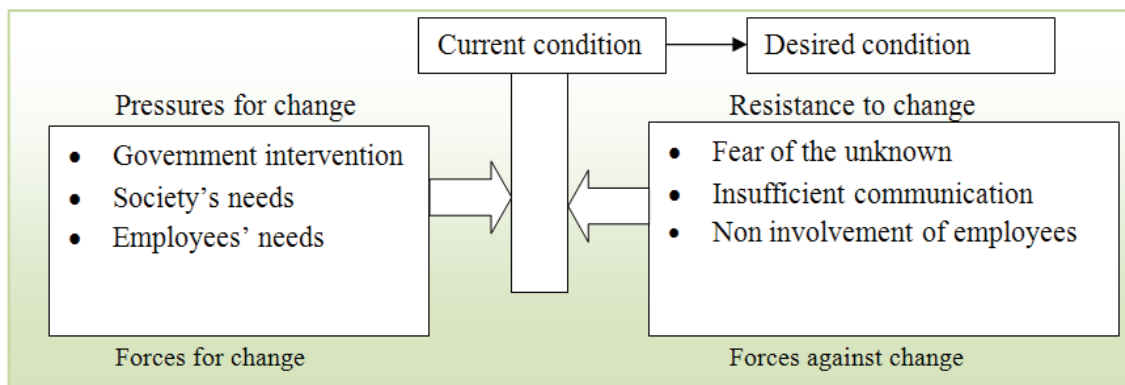 Current condition
Desired condition
Pressures for change
Resistance to change
• Government intervention
• Society’s needs
• Employees’ needs
• Fear of the unknown
• Insufficient communication
• Non involvement of employees
Forces for change
Forces against change